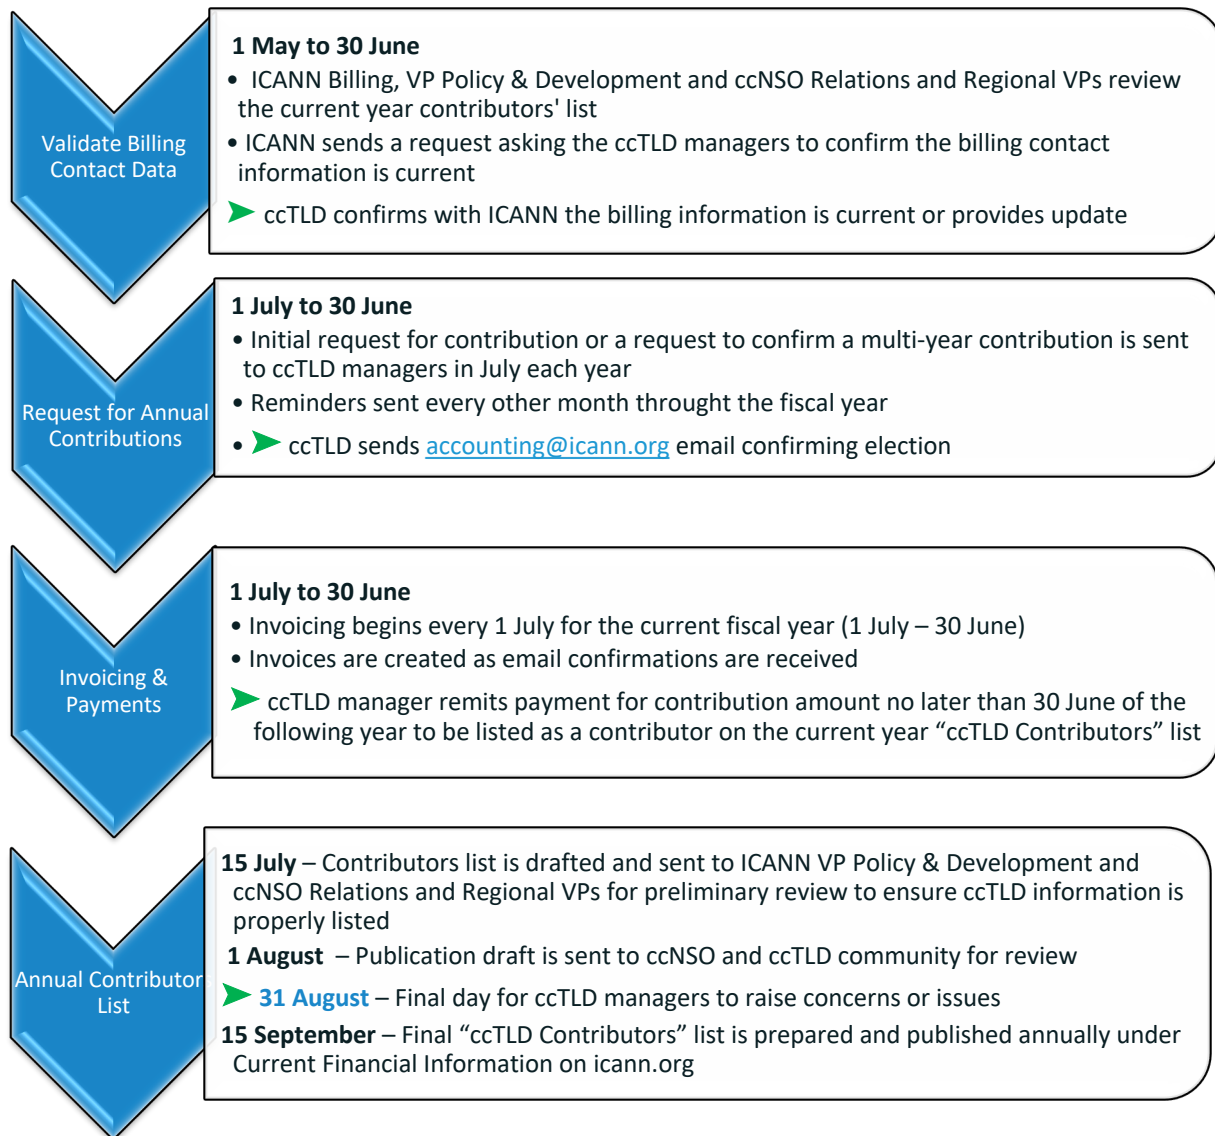 Validate Billing
Contact Data
1 May to 30 June
• ICANN Billing, VP Policy & Development and ccNSO Relations and Regional VPs review
the current year contributors' list
• ICANN sends a request asking the ccTLD managers to confirm the billing contact
information is current
➤ ccTLD confirms with ICANN the billing information is current or provides update
Request for Annual
Contributions
1 July to 30 June
• Initial request for contribution or a request to confirm a multi-year contribution is sent
to ccTLD managers in July each year
• Reminders sent every other month throught the fiscal year
• ➤ ccTLD sends accounting@icann.org email confirming election
Invoicing &
Payments
1 July to 30 June
• Invoicing begins every 1 July for the current fiscal year (1 July – 30 June)
• Invoices are created as email confirmations are received
➤ ccTLD manager remits payment for contribution amount no later than 30 June of the
following year to be listed as a contributor on the current year “ccTLD Contributors” list
Annual Contributor
List
15 July – Contributors list is drafted and sent to ICANN VP Policy & Development and
ccNSO Relations and Regional VPs for preliminary review to ensure ccTLD information is
properly listed
1 August – Publication draft is sent to ccNSO and ccTLD community for review
➤ 31 August – Final day for ccTLD managers to raise concerns or issues
15 September – Final “ccTLD Contributors” list is prepared and published annually under
Current Financial Information on icann.org